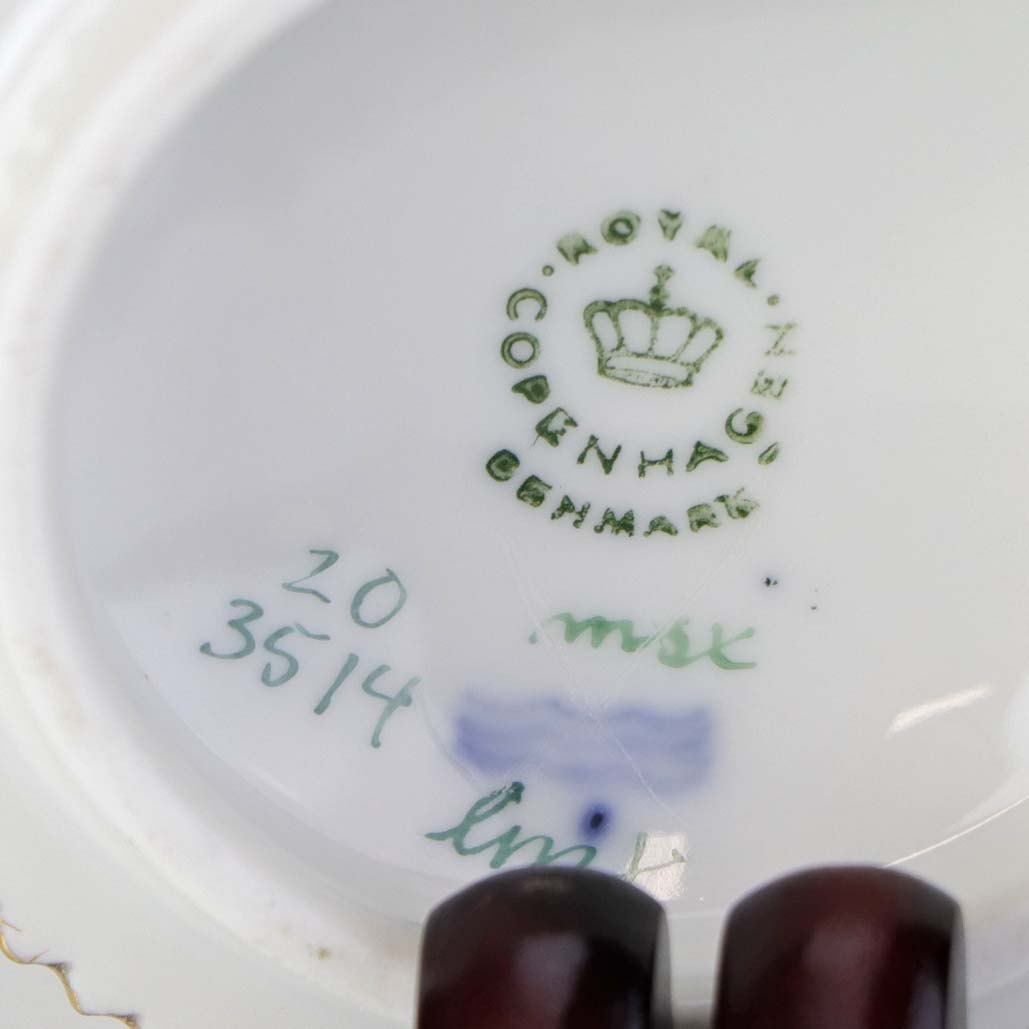 ROYAL
COPENHAGEN
DENMARK
20
3514